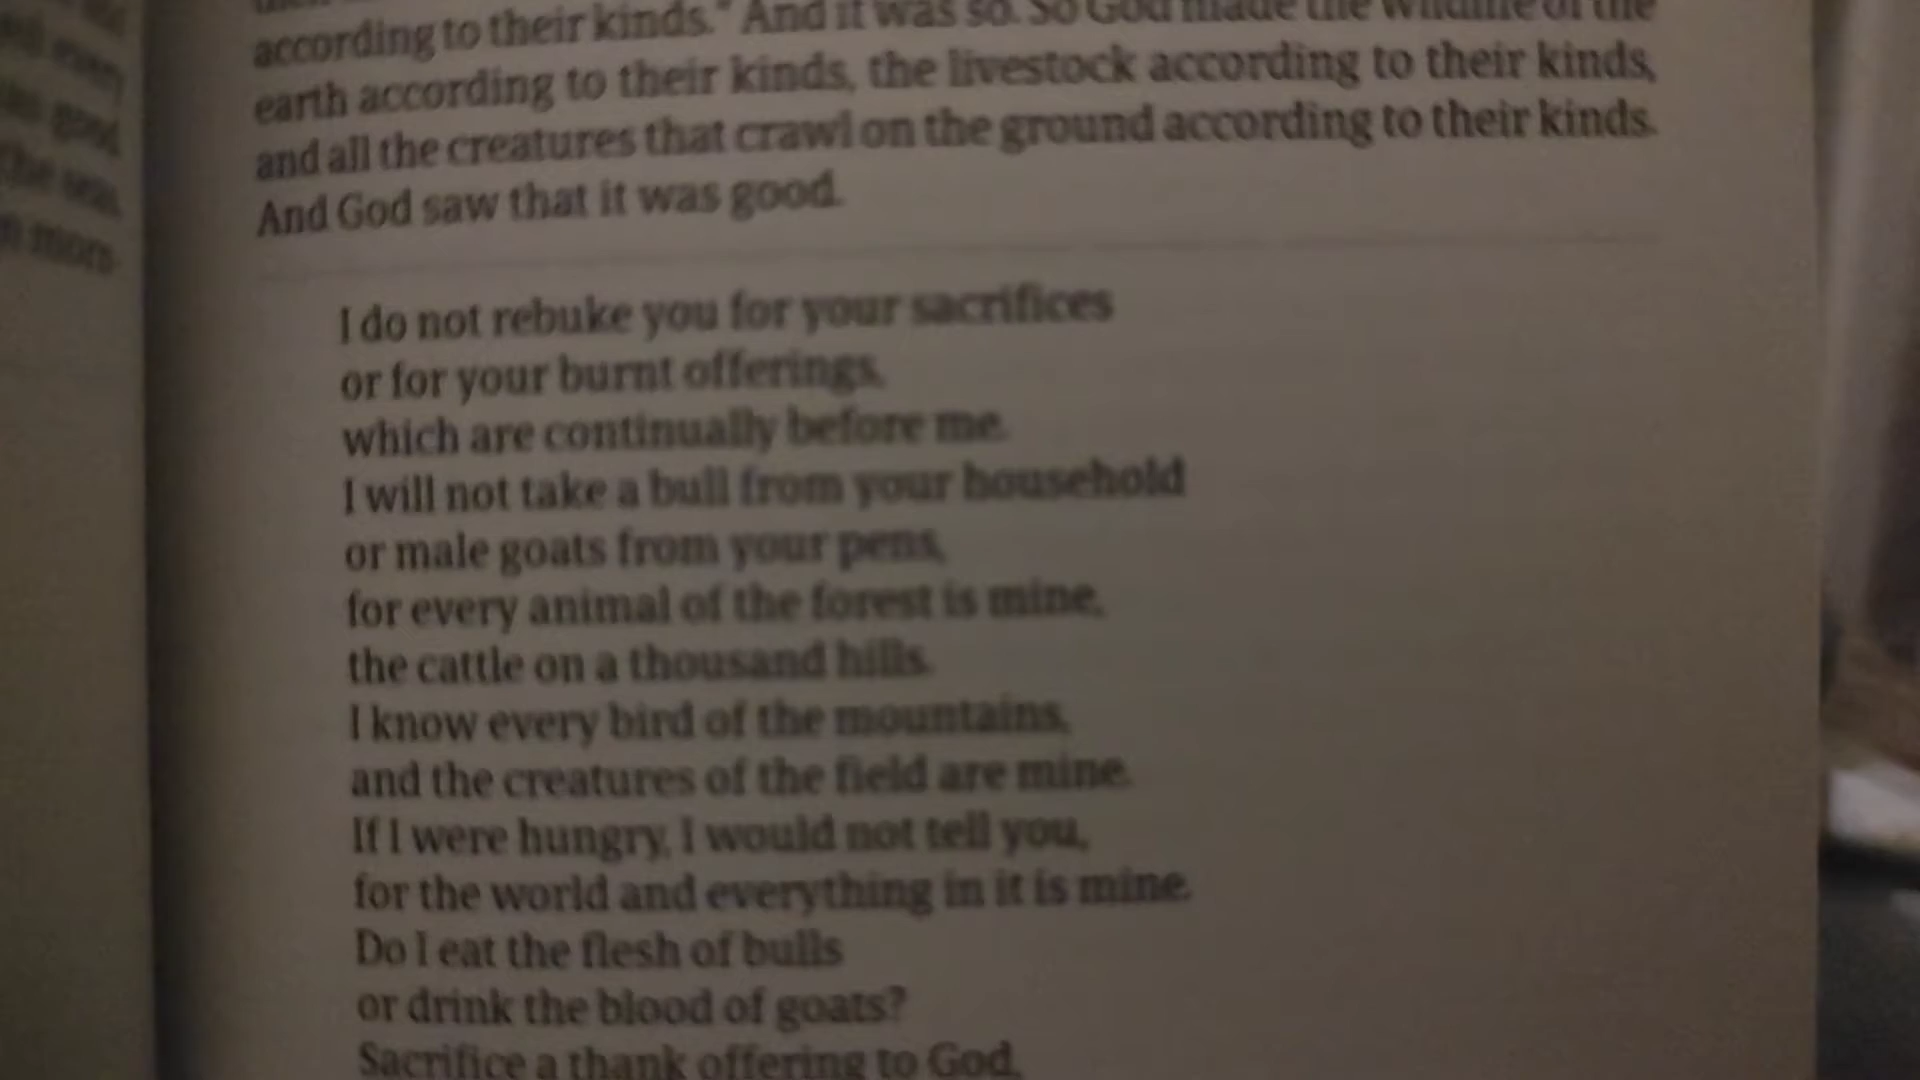 according to their kinds." And it was so. So God made the wildlife of the
earth according to their kinds, the livestock according to their kinds,
and all the creatures that crawl on the ground according to their kinds.
And God saw that it was good.
I do not rebuke you for your sacrifices
or for your burnt offerings,
which are continually before me.
I will not take a bull from your household
or male goats from your pens,
for every animal of the forest is mine,
the cattle on a thousand hills.
I know every bird of the mountains,
and the creatures of the field are mine.
If I were hungry, I would not tell you,
for the world and everything in it is mine.
Do I eat the flesh of bulls
or drink the blood of goats?
Sacrifice a thank offering to God,